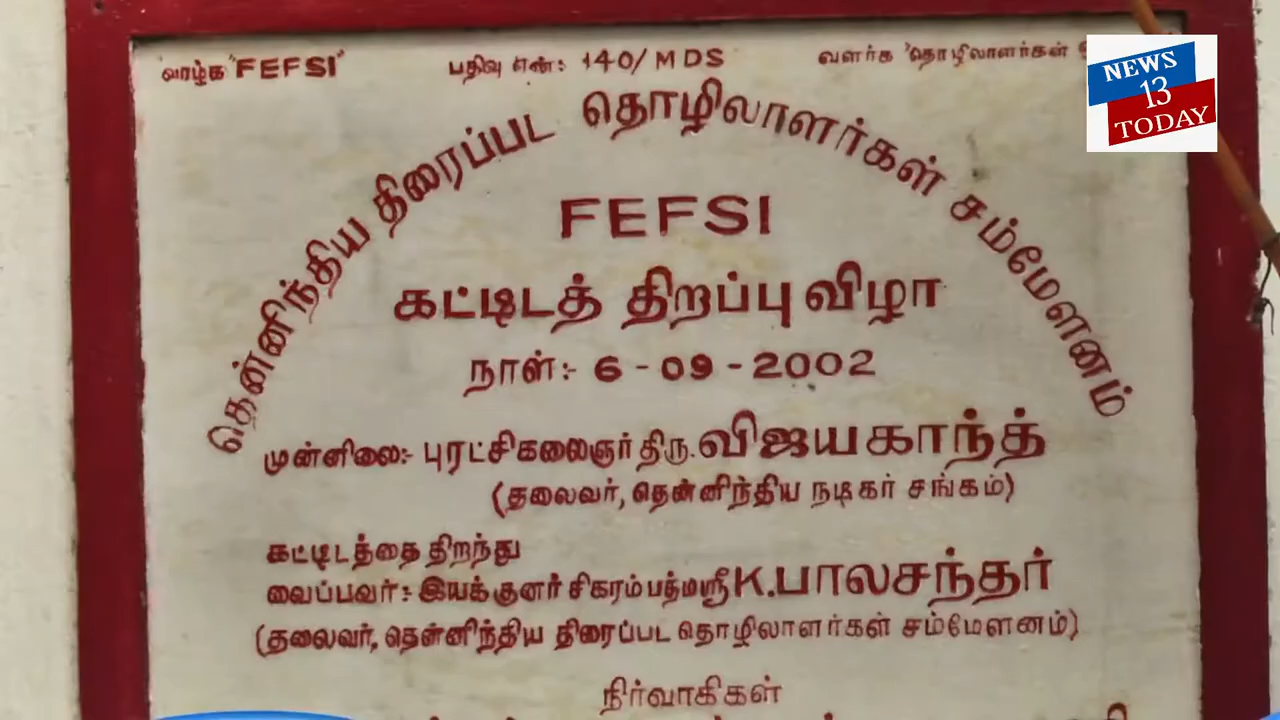 வாழ்க "FEFSI" பதிவு எண்: 140/MDS வளர்க "தொழிலாளர்கள்
தென்னிந்திய திரைப்பட தொழிலாளர்கள் சம்மேளனம்
FEFSI
கட்டிடத் திறப்பு விழா
நாள்:- 6-09-2002
முன்னிலை:- புரட்சிகலைஞர் திரு. விஜயகாந்த்
(தலைவர், தென்னிந்திய நடிகர் சங்கம்)
கட்டிடத்தை திறந்து
வைப்பவர்:- இயக்குனர் சிகரம் பத்மஸ்ரீ K.பாலசந்தர்
(தலைவர், தென்னிந்திய திரைப்பட தொழிலாளர்கள் சம்மேளனம்)
நிர்வாகிகள்
NEWS
13
TODAY